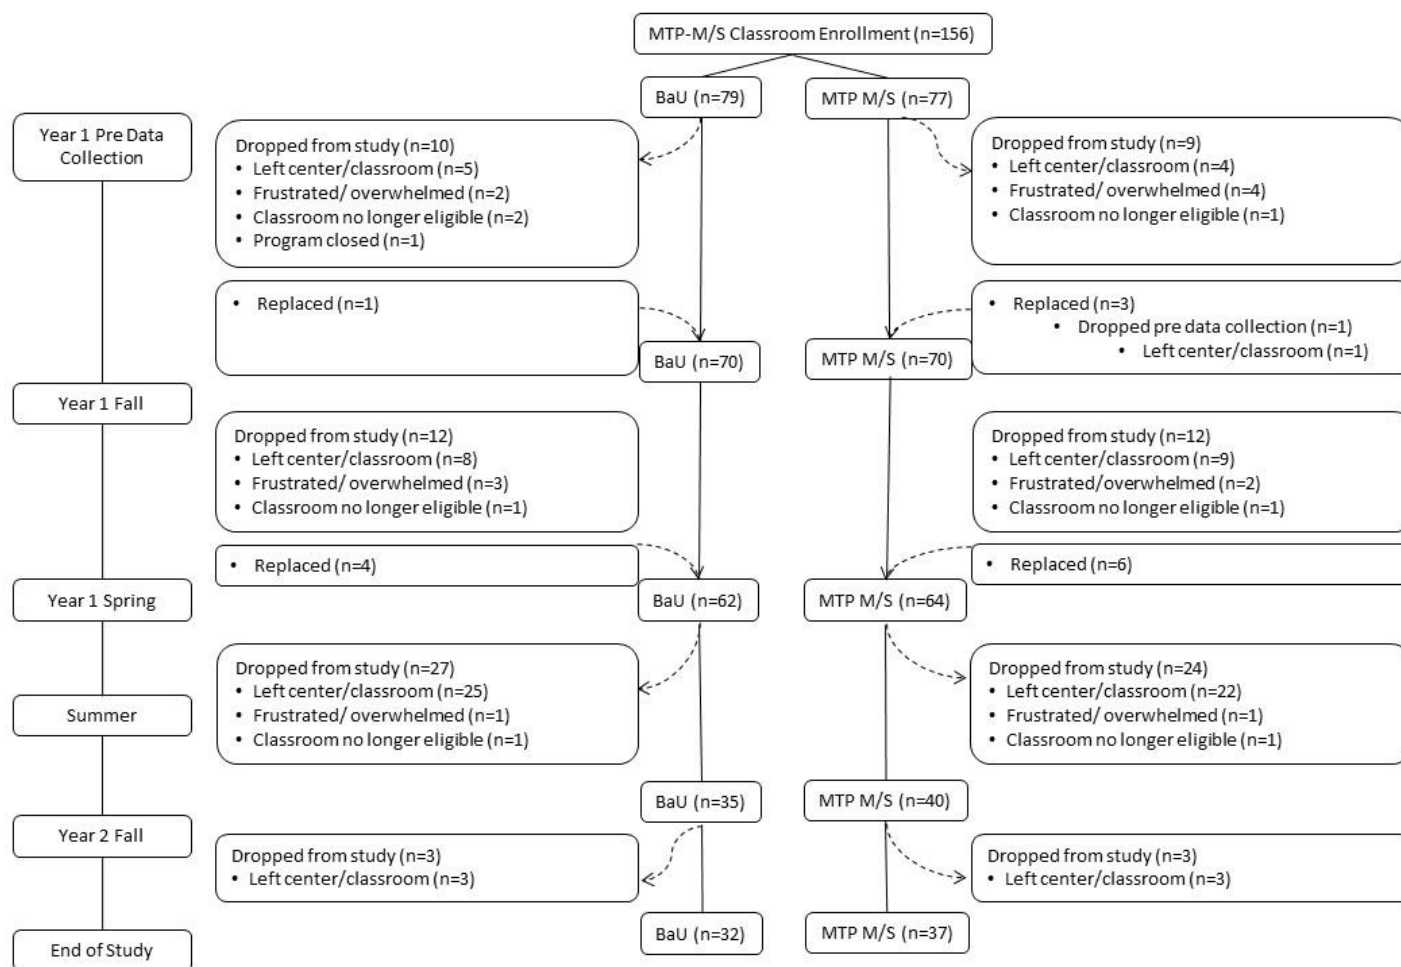 MTP-M/S Classroom Enrollment (n=156)
BaU (n=79)
MTP M/S (n=77)
Year 1 Pre Data
Collection
Dropped from study (n=10)
• Left center/classroom (n=5)
• Frustrated/ overwhelmed (n=2)
• Classroom no longer eligible (n=2)
• Program closed (n=1)
Dropped from study (n=9)
• Left center/classroom (n=4)
• Frustrated/ overwhelmed (n=4)
• Classroom no longer eligible (n=1)
• Replaced (n=1)
• Replaced (n=3)
• Dropped pre data collection (n=1)
• Left center/classroom (n=1)
BaU (n=70)
MTP M/S (n=70)
Year 1 Fall
Dropped from study (n=12)
• Left center/classroom (n=8)
• Frustrated/ overwhelmed (n=3)
• Classroom no longer eligible (n=1)
Dropped from study (n=12)
• Left center/classroom (n=9)
• Frustrated/overwhelmed (n=2)
• Classroom no longer eligible (n=1)
• Replaced (n=4)
• Replaced (n=6)
Year 1 Spring
BaU (n=62)
MTP M/S (n=64)
Dropped from study (n=27)
• Left center/classroom (n=25)
• Frustrated/ overwhelmed (n=1)
• Classroom no longer eligible (n=1)
Dropped from study (n=24)
• Left center/classroom (n=22)
• Frustrated/ overwhelmed (n=1)
• Classroom no longer eligible (n=1)
Summer
BaU (n=35)
MTP M/S (n=40)
Year 2 Fall
Dropped from study (n=3)
• Left center/classroom (n=3)
Dropped from study (n=3)
• Left center/classroom (n=3)
BaU (n=32)
MTP M/S (n=37)
End of Study